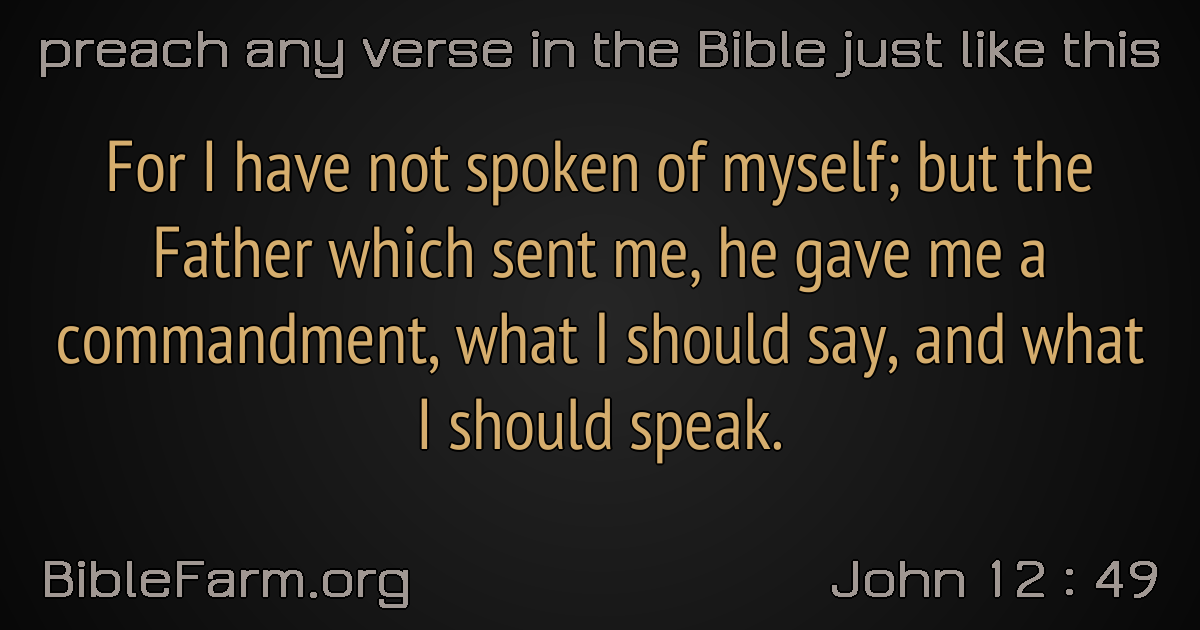 preach any verse in the Bible just like this
For I have not spoken of myself; but the
Father which sent me, he gave me a
commandment, what I should say, and what
I should speak.
BibleFarm.org
John 12 : 49